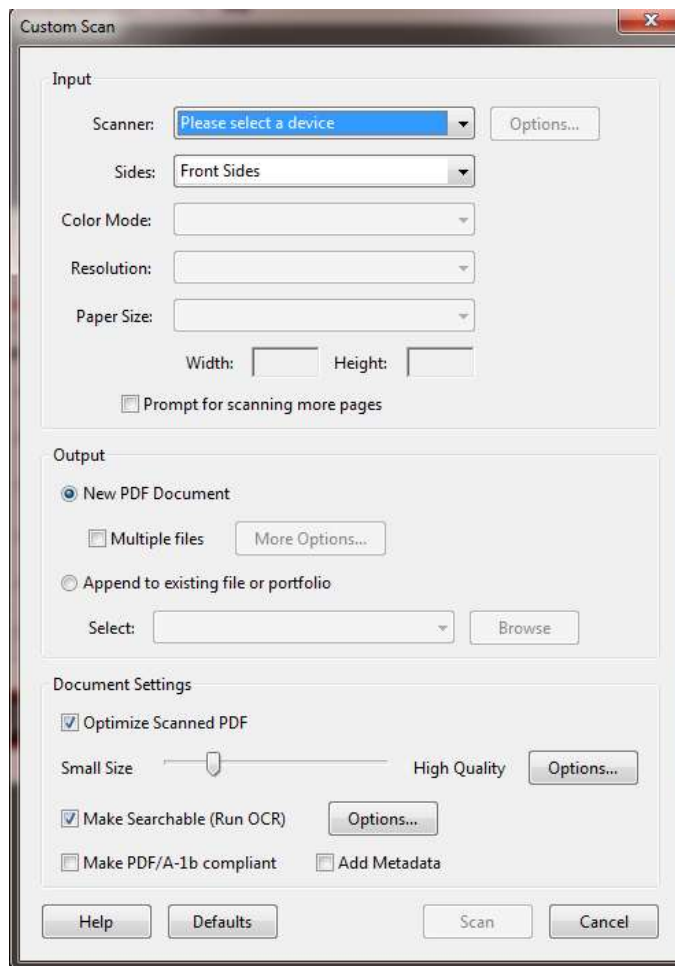 Custom Scan
Input
Scanner: Please select a device Options...
Sides: Front Sides
Color Mode:
Resolution:
Paper Size:
Width: Height:
Prompt for scanning more pages
Output
New PDF Document
Multiple files More Options...
Append to existing file or portfolio
Select: Browse
Document Settings
Optimize Scanned PDF
Small Size High Quality Options...
Make Searchable (Run OCR) Options...
Make PDF/A-1b compliant Add Metadata
Help Defaults Scan Cancel